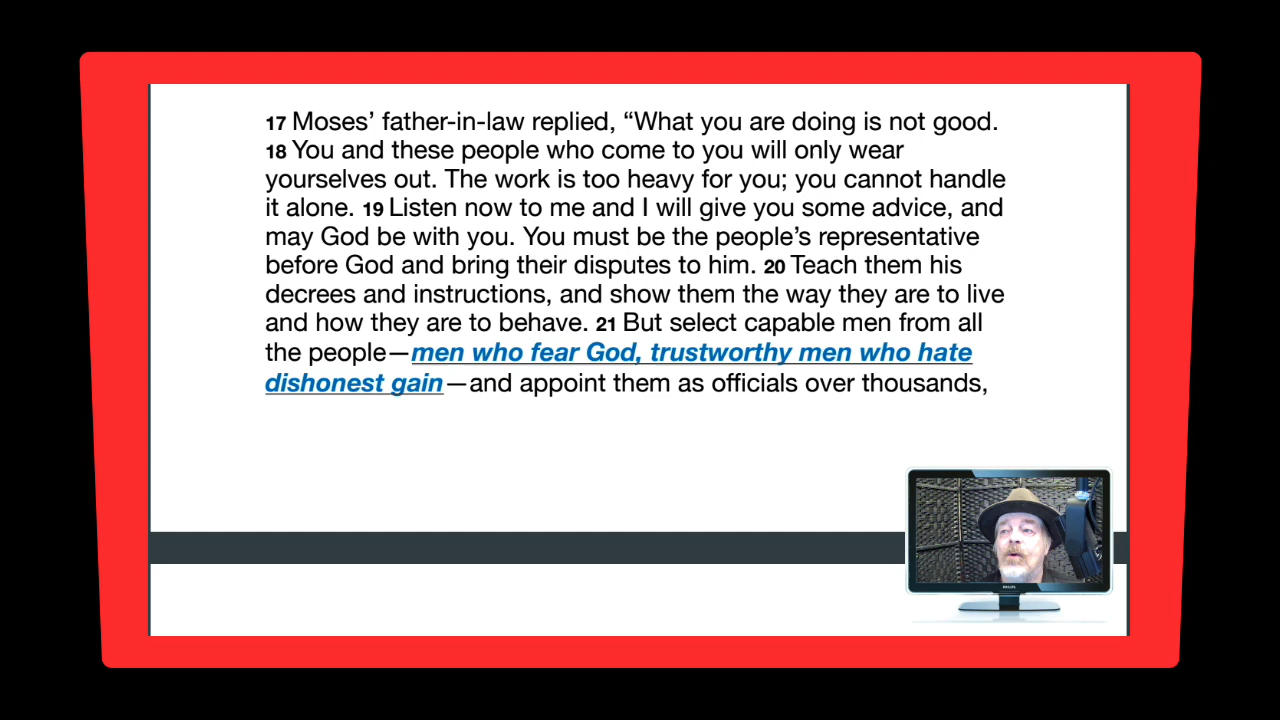 17 Moses’ father-in-law replied, “What you are doing is not good.
18 You and these people who come to you will only wear
yourselves out. The work is too heavy for you; you cannot handle
it alone. 19 Listen now to me and I will give you some advice, and
may God be with you. You must be the people’s representative
before God and bring their disputes to him. 20 Teach them his
decrees and instructions, and show them the way they are to live
and how they are to behave. 21 But select capable men from all
the people—men who fear God, trustworthy men who hate
dishonest gain—and appoint them as officials over thousands,
PHILIPS